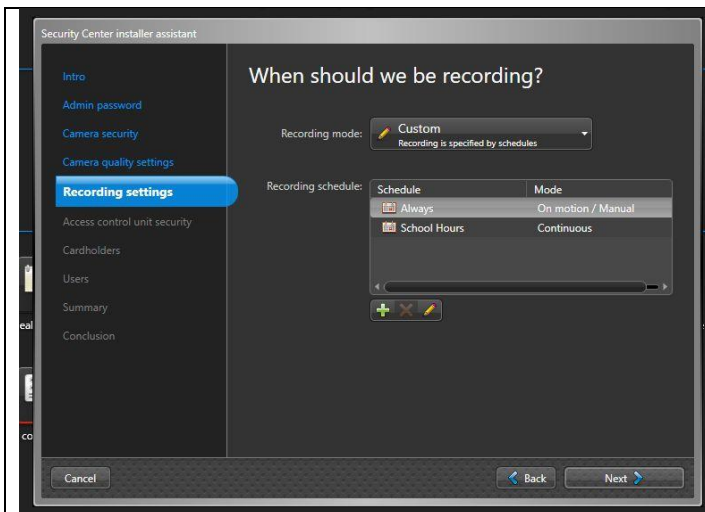 Security Center installer assistant
Intro
Admin password
Camera security
Camera quality settings
Recording settings
Access control unit security
Cardholders
Users
Summary
Conclusion
When should we be recording?
Recording mode:
Custom
Recording is specified by schedules
Recording schedule:
Schedule Mode
Always On motion / Manual
School Hours Continuous
Cancel
Back
Next
eal
co